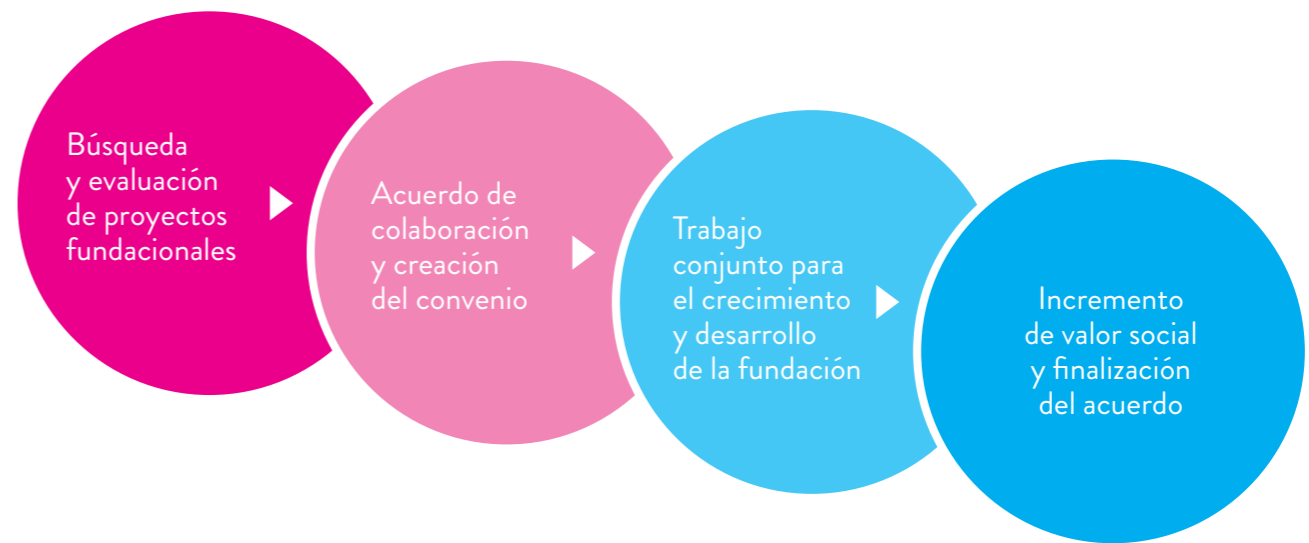 Búsqueda
y evaluación
de proyectos
fundacionales
Acuerdo de
colaboración
y creación
del convenio
Trabajo
conjunto para
el crecimiento
y desarrollo
de la fundación
Incremento
de valor social
y finalización
del acuerdo